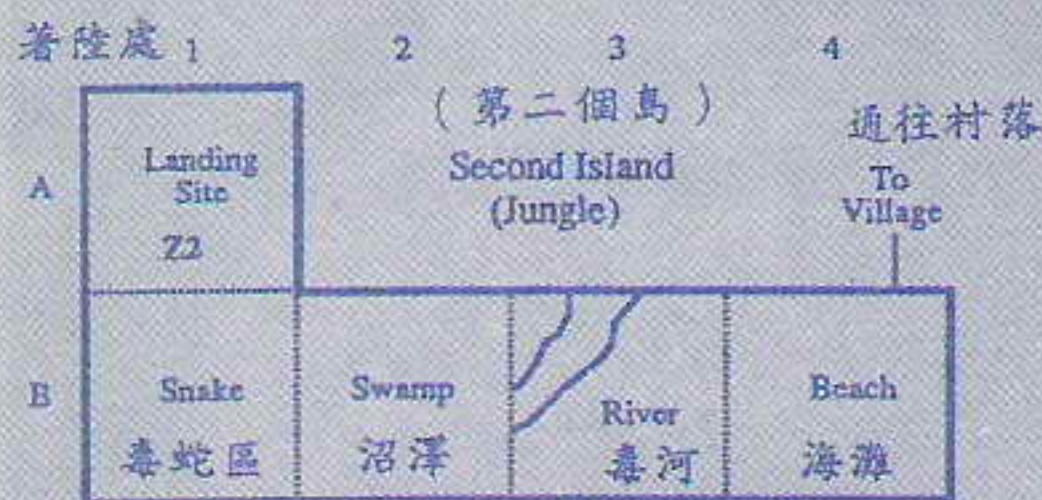 著陸處 1 2 3 4
(第二個島)
通往村落
A
Landing
Site
Z2
Second Island
(Jungle)
To
Village
B
Snake
毒蛇區
Swamp
沼澤
River
毒河
Beach
海灘